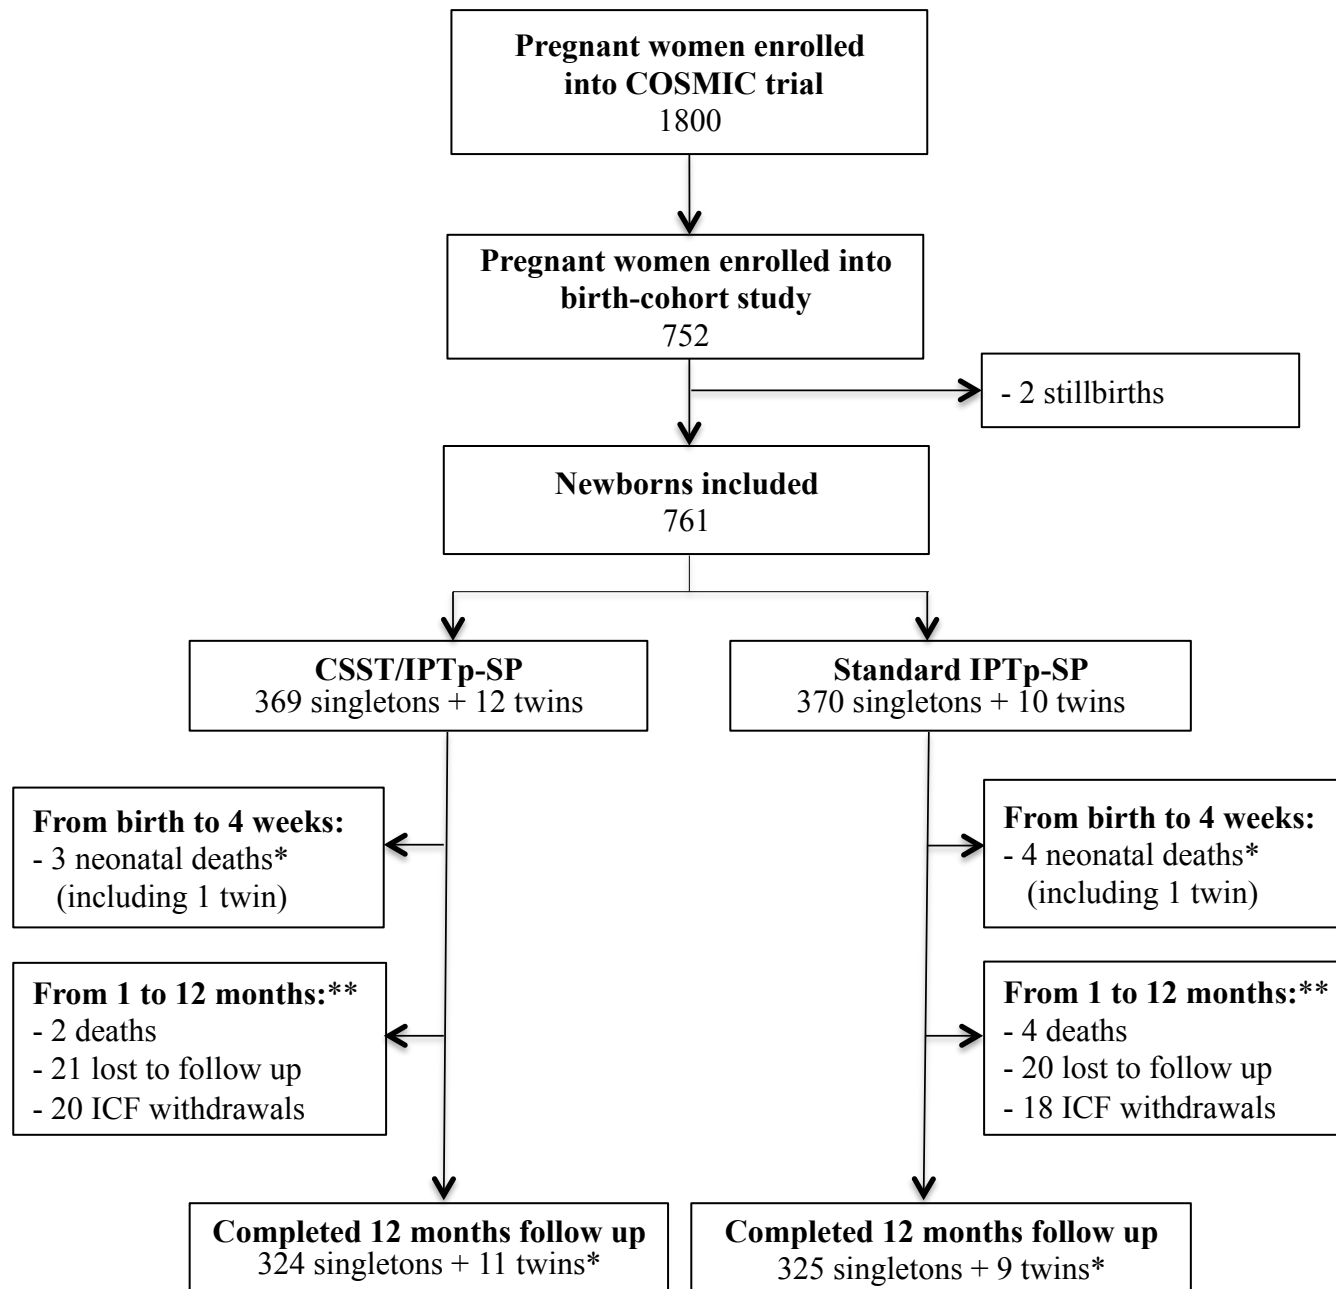 Pregnant women enrolled
into COSMIC trial
1800
Pregnant women enrolled into
birth-cohort study
752
- 2 stillbirths
Newborns included
761
CSST/IPTp-SP
369 singletons + 12 twins
Standard IPTp-SP
370 singletons + 10 twins
From birth to 4 weeks:
- 3 neonatal deaths*
(including 1 twin)
From birth to 4 weeks:
- 4 neonatal deaths*
(including 1 twin)
From 1 to 12 months:**
- 2 deaths
- 21 lost to follow up
- 20 ICF withdrawals
From 1 to 12 months:**
- 4 deaths
- 20 lost to follow up
- 18 ICF withdrawals
Completed 12 months follow up
324 singletons + 11 twins*
Completed 12 months follow up
325 singletons + 9 twins*